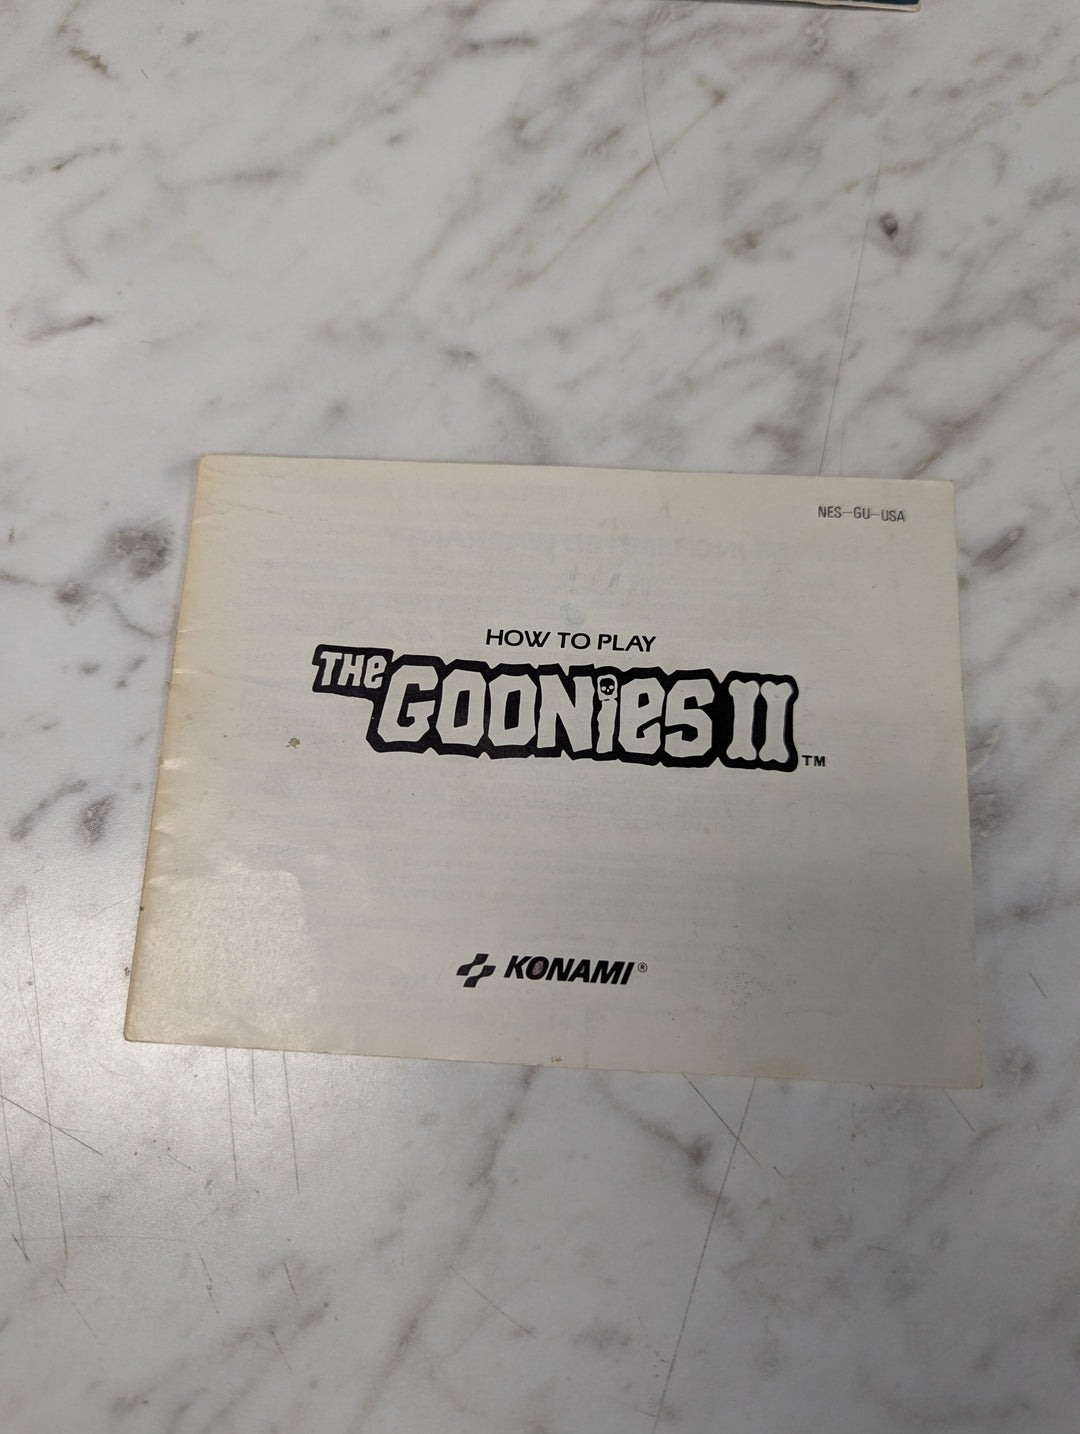 NES-GU-USA
HOW TO PLAY
THE GOONiES II ™
KONAMI®